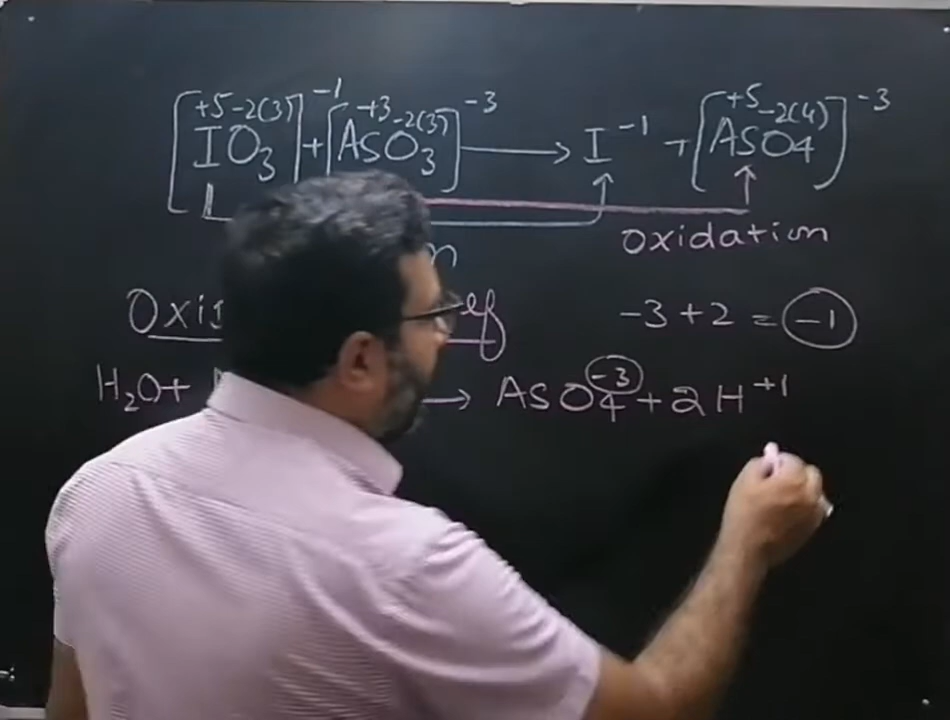 [IO₃]⁻¹ + [ASO₃]⁻³ ⟶ I⁻¹ + [ASO4]⁻³
+5 -2(3) +3 -2(3) +5 -2(4)
oxidation
-3+2 = -1
H₂O+ → ASO4⁻³ + 2H⁺¹